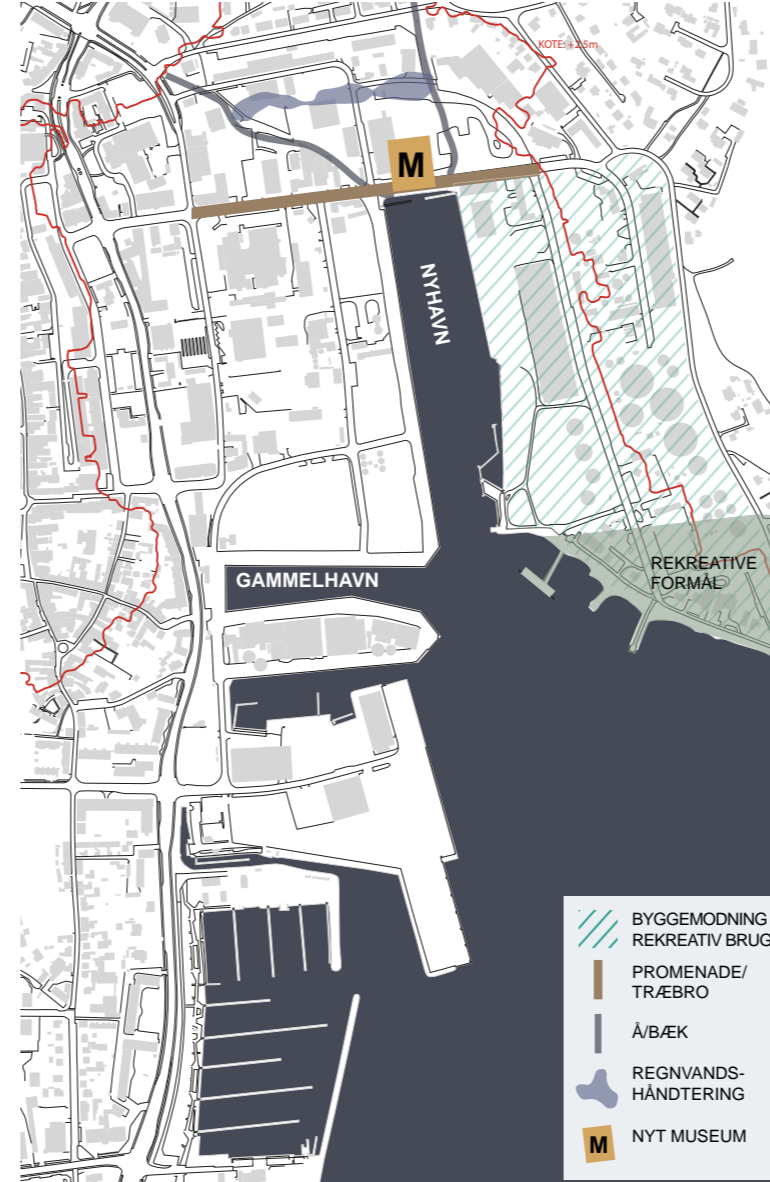 KOTE: +2.5m
M
NYHAVN
GAMMELHAVN
REKREATIVE
FORMÅL
BYGGEMODNING
REKREATIV BRUG
PROMENADE/
TRÆBRO
Å/BÆK
REGNVANDS-
HÅNDTERING
M
NYT MUSEUM